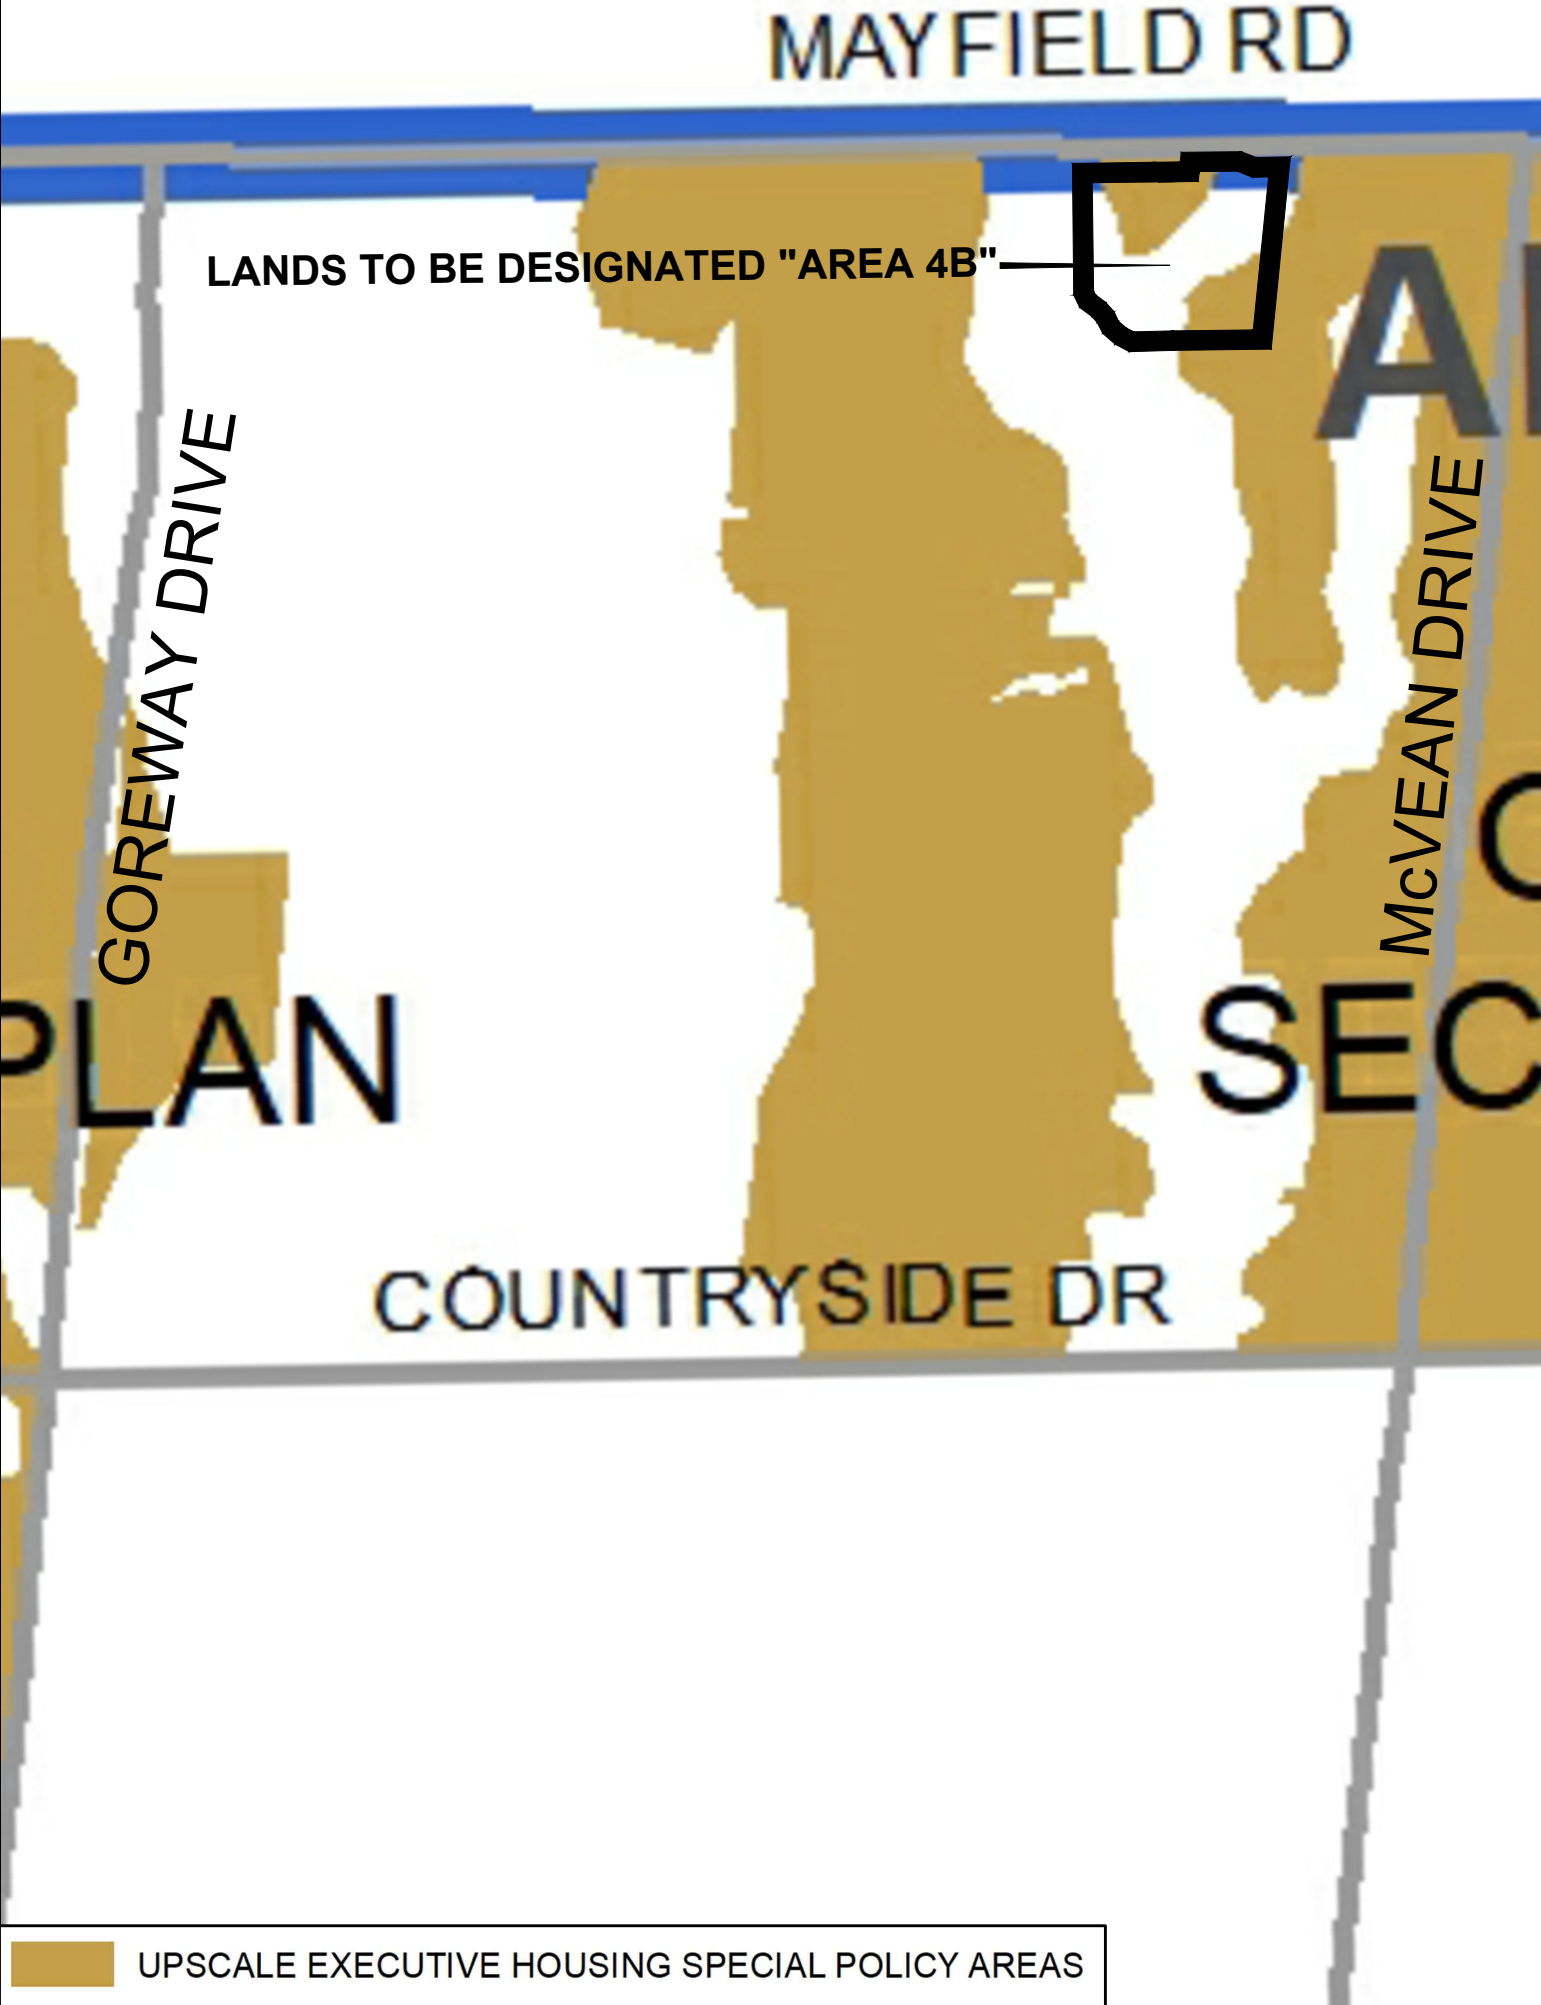 MAYFIELD RD
LANDS TO BE DESIGNATED "AREA 4B"
A
GOREWAY DRIVE
McVEAN DRIVE
PLAN
SEC
COUNTRYSIDE DR
UPSCALE EXECUTIVE HOUSING SPECIAL POLICY AREAS